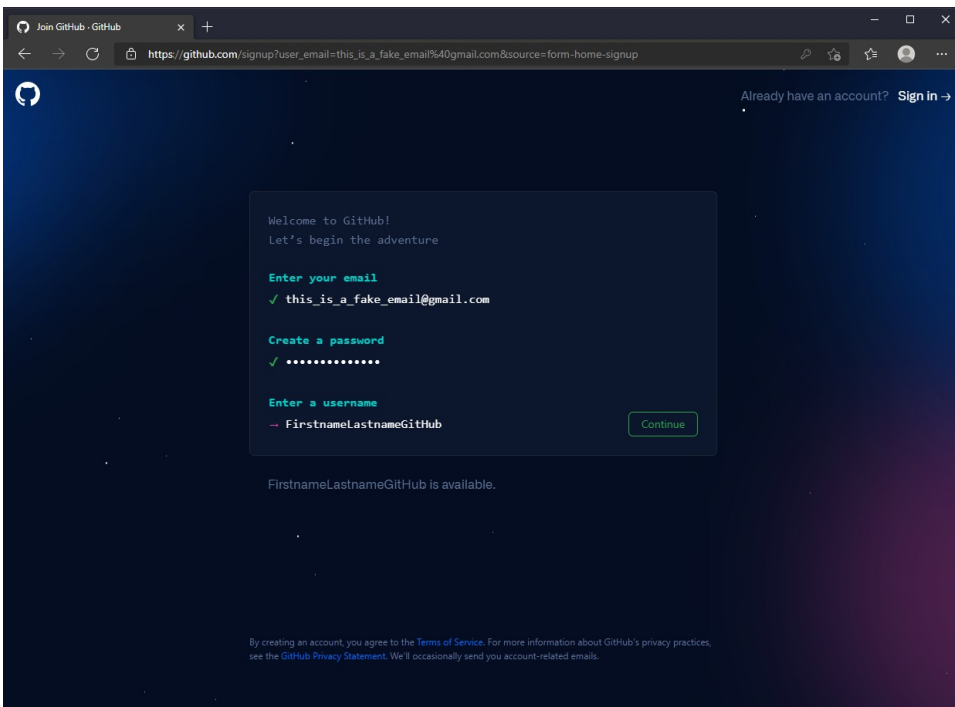 Join GitHub · GitHub
https://github.com/signup?user_email=this_is_a_fake_email%40gmail.com&source=form-home-signup
Already have an account? Sign in →
Welcome to GitHub!
Let’s begin the adventure
Enter your email
✓ this_is_a_fake_email@gmail.com
Create a password
✓ ••••••••••••••
Enter a username
→ FirstnameLastnameGitHub
Continue
FirstnameLastnameGitHub is available.
By creating an account, you agree to the Terms of Service. For more information about GitHub's privacy practices,
see the GitHub Privacy Statement. We'll occasionally send you account-related emails.